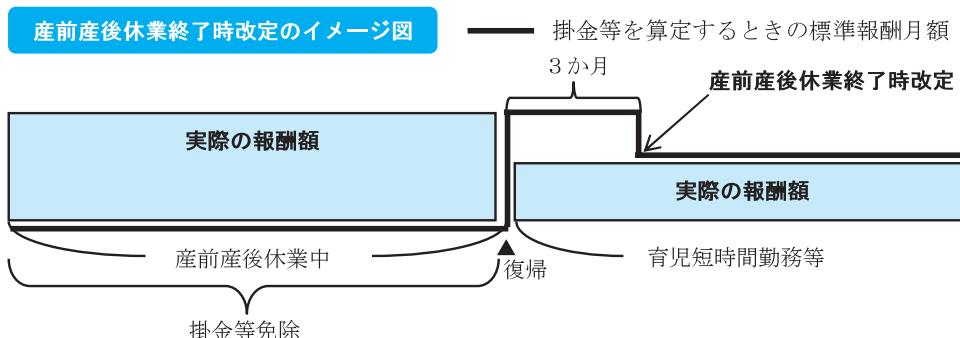 産前産後休業終了時改定のイメージ図
掛金等を算定するときの標準報酬月額
３か月
産前産後休業終了時改定
実際の報酬額
実際の報酬額
産前産後休業中
復帰
育児短時間勤務等
掛金等免除